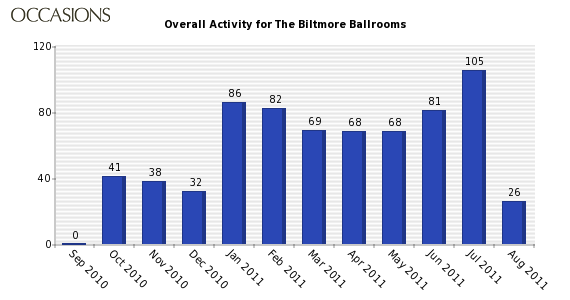 OCCASIONS
Overall Activity for The Biltmore Ballrooms
120
80
40
0
0
41
38
32
86
82
69
68
68
81
105
26
Sep 2010
Oct 2010
Nov 2010
Dec 2010
Jan 2011
Feb 2011
Mar 2011
Apr 2011
May 2011
Jun 2011
Jul 2011
Aug 2011